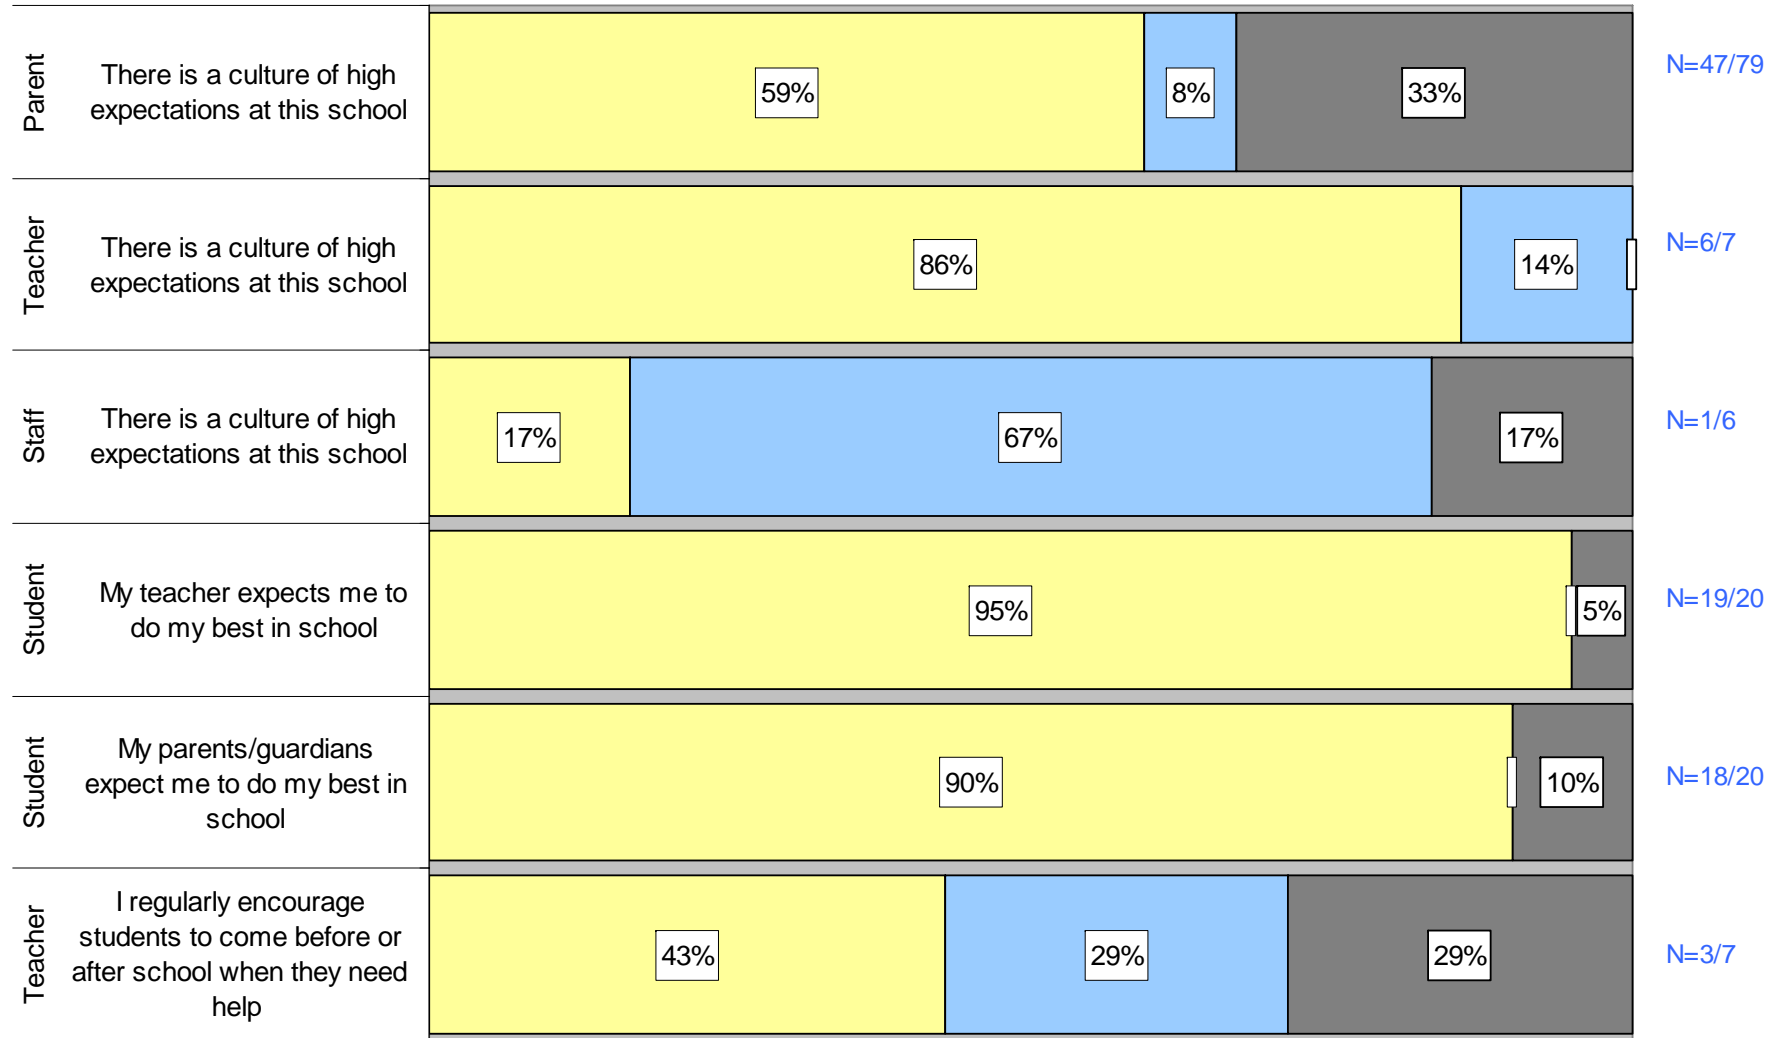 Parent
There is a culture of high
expectations at this school
59%
8%
33%
N=47/79
Teacher
There is a culture of high
expectations at this school
86%
14%
N=6/7
Staff
There is a culture of high
expectations at this school
17%
67%
17%
N=1/6
Student
My teacher expects me to
do my best in school
95%
5%
N=19/20
Student
My parents/guardians
expect me to do my best in
school
90%
10%
N=18/20
Teacher
I regularly encourage
students to come before or
after school when they need
help
43%
29%
29%
N=3/7